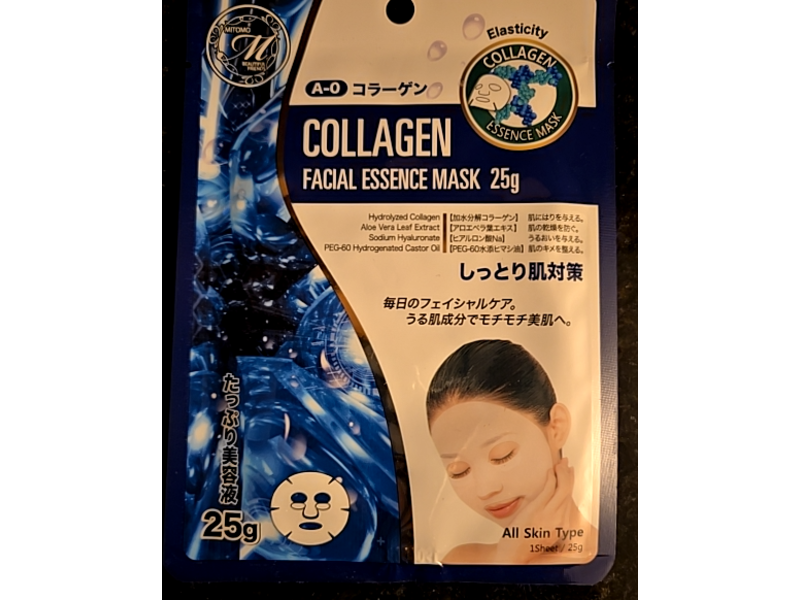 MITOMO
M
BEAUTIFUL
FRIENDS
Elasticity
COLLAGEN
ESSENCE MASK
A-O コラーゲン
COLLAGEN
FACIAL ESSENCE MASK 25g
Hydrolyzed Collagen 【加水分解コラーゲン】 肌にはりを与える。
Aloe Vera Leaf Extract 【アロエベラ葉エキス】 肌の乾燥を防ぐ。
Sodium Hyaluronate 【ヒアルロン酸Na】 うるおいを与える。
PEG-60 Hydrogenated Castor Oil 【PEG-60水添ヒマシ油】 肌のキメを整える。
しっとり肌対策
毎日のフェイシャルケア。
うる肌成分でモチモチ美肌へ。
たっぷり美容液
25g
All Skin Type
1Sheet / 25g